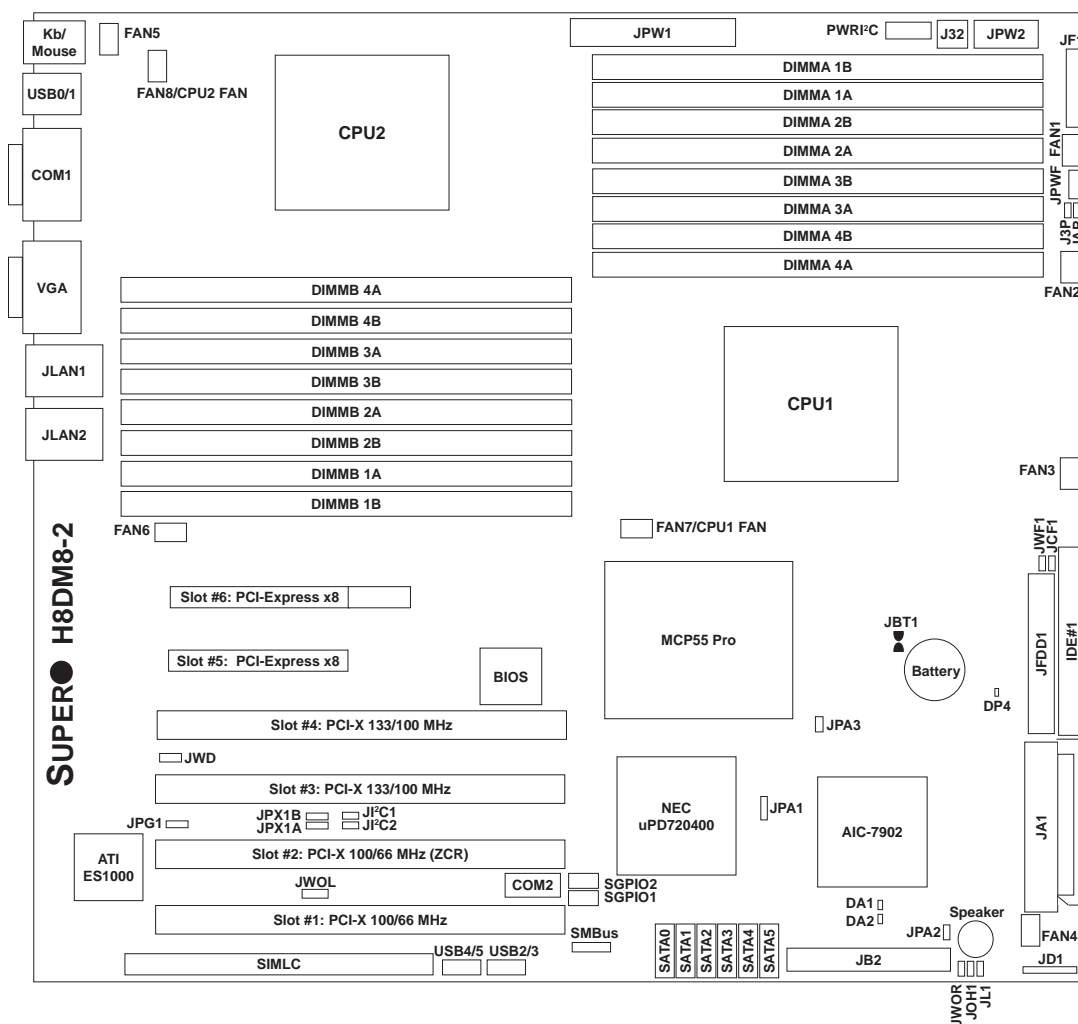 Kb/
Mouse
FAN5
FAN8/CPU2 FAN
USB0/1
COM1
CPU2
VGA
JLAN1
JLAN2
JPW1
PWRI²C
J32
JPW2
DIMMA 1B
DIMMA 1A
DIMMA 2B
DIMMA 2A
DIMMA 3B
DIMMA 3A
DIMMA 4B
DIMMA 4A
FAN1
JPWF
J3P
FAN2
DIMMB 4A
DIMMB 4B
DIMMB 3A
DIMMB 3B
DIMMB 2A
DIMMB 2B
DIMMB 1A
DIMMB 1B
CPU1
FAN3
FAN6
FAN7/CPU1 FAN
SUPER H8DM8-2
JWF1
JCF1
Slot #6: PCI-Express x8
Slot #5: PCI-Express x8
BIOS
MCP55 Pro
JBT1
Battery
DP4
JFDD1
IDE#1
Slot #4: PCI-X 133/100 MHz
JPA3
JWD
Slot #3: PCI-X 133/100 MHz
JPG1
JPX1B
JPX1A
JI²C1
JI²C2
NEC
uPD720400
JPA1
AIC-7902
JA1
ATI
ES1000
Slot #2: PCI-X 100/66 MHz (ZCR)
JWOL
COM2
SGPIO2
SGPIO1
Slot #1: PCI-X 100/66 MHz
SMBus
DA1
DA2
JPA2
Speaker
FAN4
SIMLC
USB4/5
USB2/3
SATA0
SATA1
SATA2
SATA3
SATA4
SATA5
JB2
JD1
JWOR
JOH1
JL1